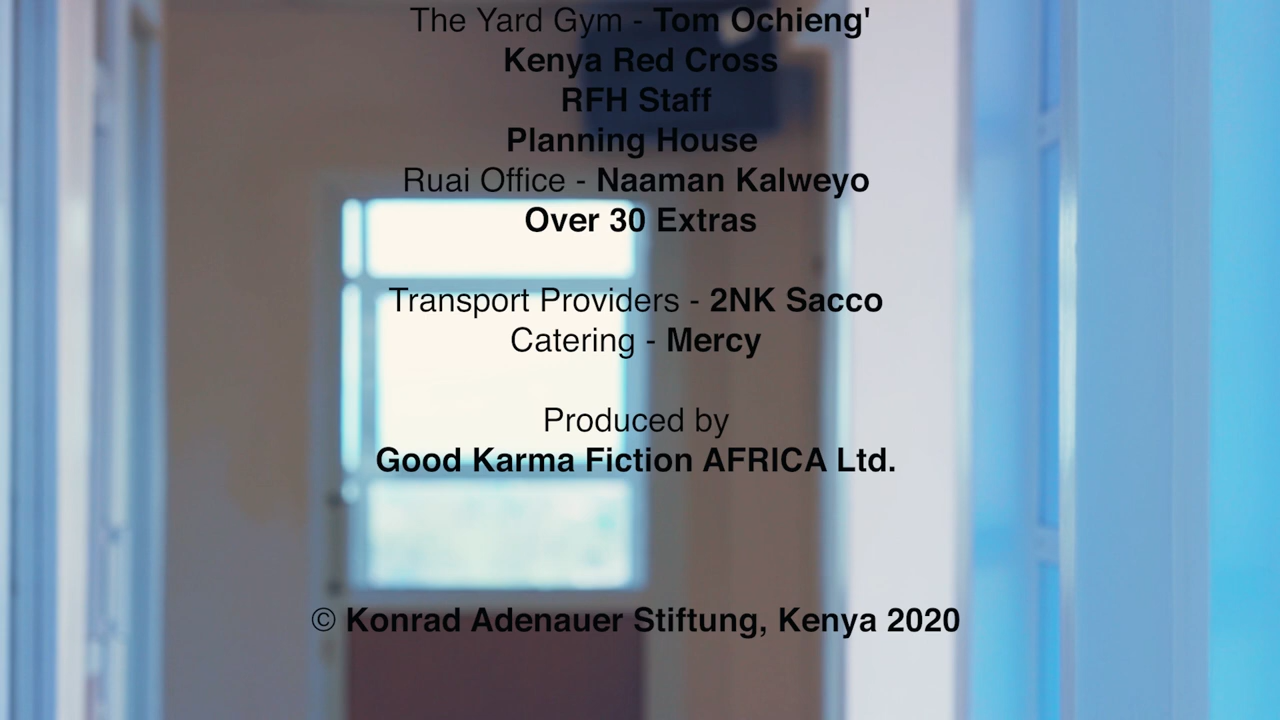 The Yard Gym - Tom Ochieng'
Kenya Red Cross
RFH Staff
Planning House
Ruai Office - Naaman Kalweyo
Over 30 Extras
Transport Providers - 2NK Sacco
Catering - Mercy
Produced by
Good Karma Fiction AFRICA Ltd.
© Konrad Adenauer Stiftung, Kenya 2020